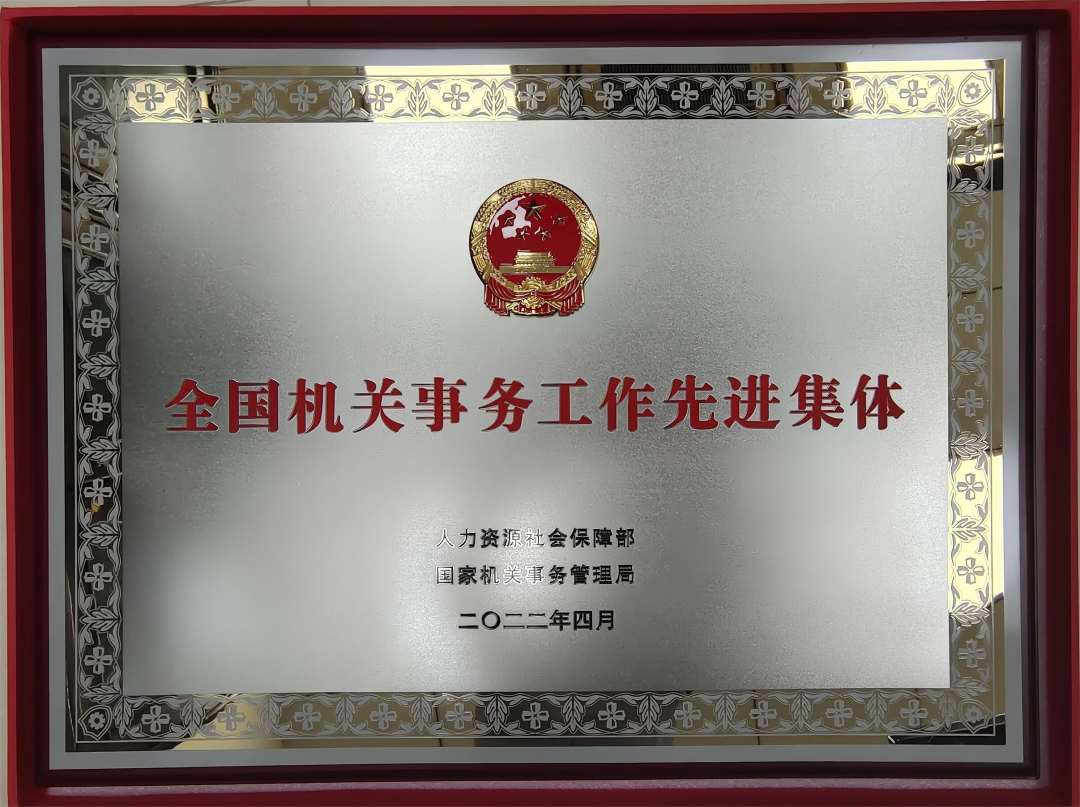 全国机关事务工作先进集体
人力资源社会保障部
国家机关事务管理局
二〇二二年四月